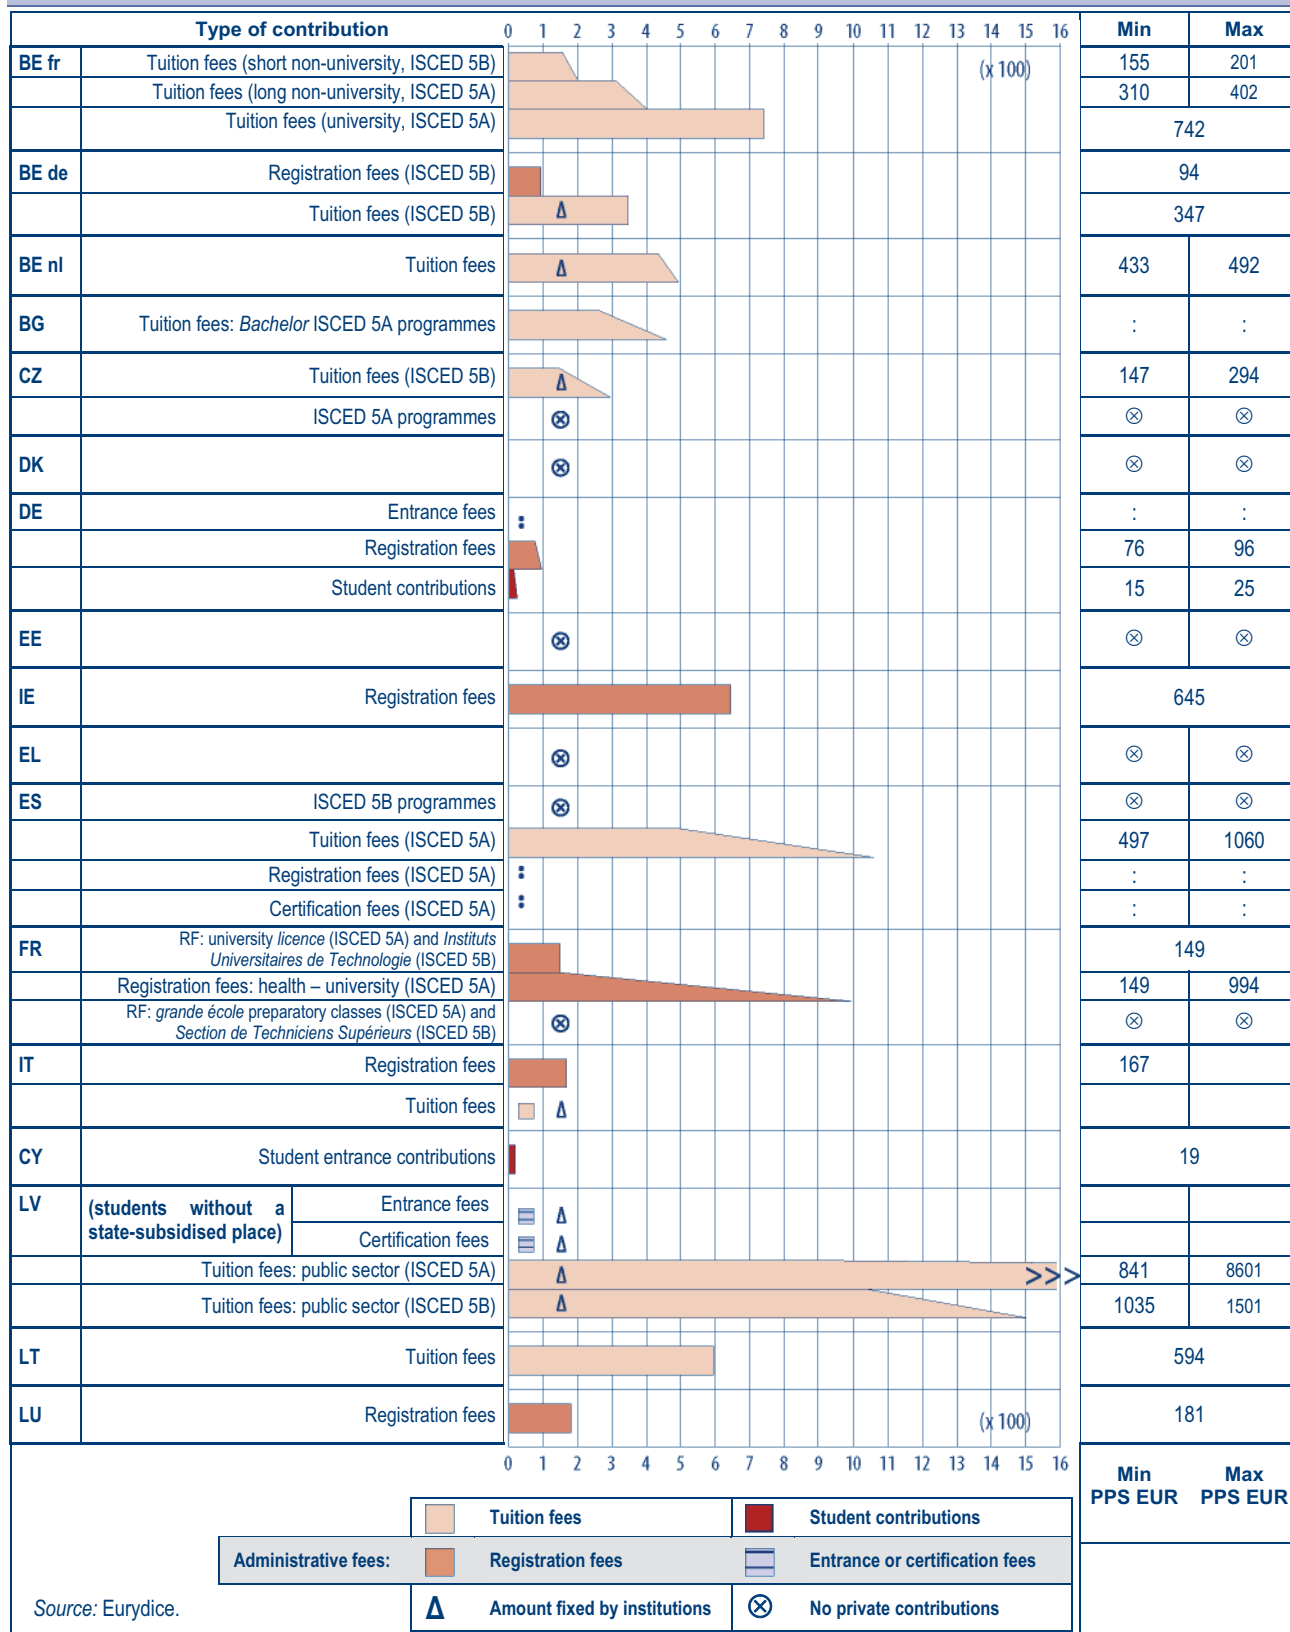 Type of contribution 0 1 2 3 4 5 6 7 8 9 10 11 12 13 14 15 16 Min Max
BE fr Tuition fees (short non-university, ISCED 5B) (x 100) 155 201
Tuition fees (long non-university, ISCED 5A) 310 402
Tuition fees (university, ISCED 5A) 742
BE de Registration fees (ISCED 5B) 94
Tuition fees (ISCED 5B) Δ 347
BE nl Tuition fees Δ 433 492
BG Tuition fees: Bachelor ISCED 5A programmes : :
CZ Tuition fees (ISCED 5B) Δ 147 294
ISCED 5A programmes ⊗ ⊗ ⊗
DK ⊗ ⊗ ⊗
DE Entrance fees : : :
Registration fees 76 96
Student contributions 15 25
EE ⊗ ⊗ ⊗
IE Registration fees 645
EL ⊗ ⊗ ⊗
ES ISCED 5B programmes ⊗ ⊗ ⊗
Tuition fees (ISCED 5A) 497 1060
Registration fees (ISCED 5A) : : :
Certification fees (ISCED 5A) : : :
FR RF: university licence (ISCED 5A) and Instituts
Universitaires de Technologie (ISCED 5B) 149
Registration fees: health – university (ISCED 5A) 149 994
RF: grande école preparatory classes (ISCED 5A) and
Section de Techniciens Supérieurs (ISCED 5B) ⊗ ⊗ ⊗
IT Registration fees 167
Tuition fees Δ
CY Student entrance contributions 19
LV (students without a
state-subsidised place) Entrance fees Δ
Certification fees Δ
Tuition fees: public sector (ISCED 5A) Δ >>> 841 8601
Tuition fees: public sector (ISCED 5B) Δ 1035 1501
LT Tuition fees 594
LU Registration fees (x 100) 181
0 1 2 3 4 5 6 7 8 9 10 11 12 13 14 15 16
Min Max
PPS EUR PPS EUR
Tuition fees Student contributions
Administrative fees: Registration fees Entrance or certification fees
Source: Eurydice. Δ Amount fixed by institutions ⊗ No private contributions